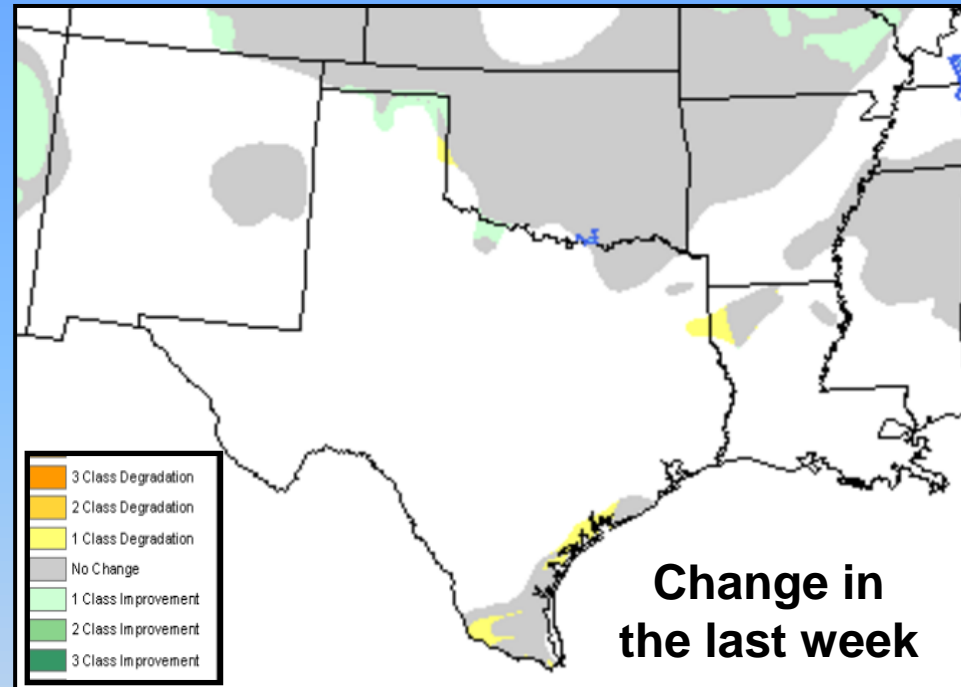 3 Class Degradation
2 Class Degradation
1 Class Degradation
No Change
1 Class Improvement
2 Class Improvement
3 Class Improvement
Change in
the last week